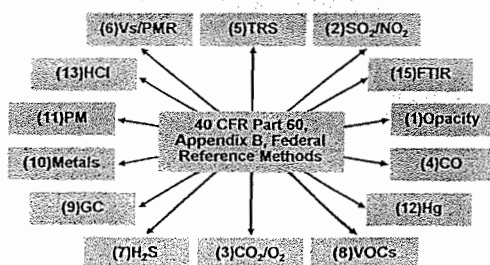 (6)Vs/PMR (5)TRS (2)SO₂/NO₂
(13)HCl (15)FTIR
(11)PM (1)Opacity
40 CFR Part 60,
Appendix B, Federal
Reference Methods
(10)Metals (4)CO
(9)GC (12)Hg
(7)H₂S (3)CO₂/O₂ (8)VOCs